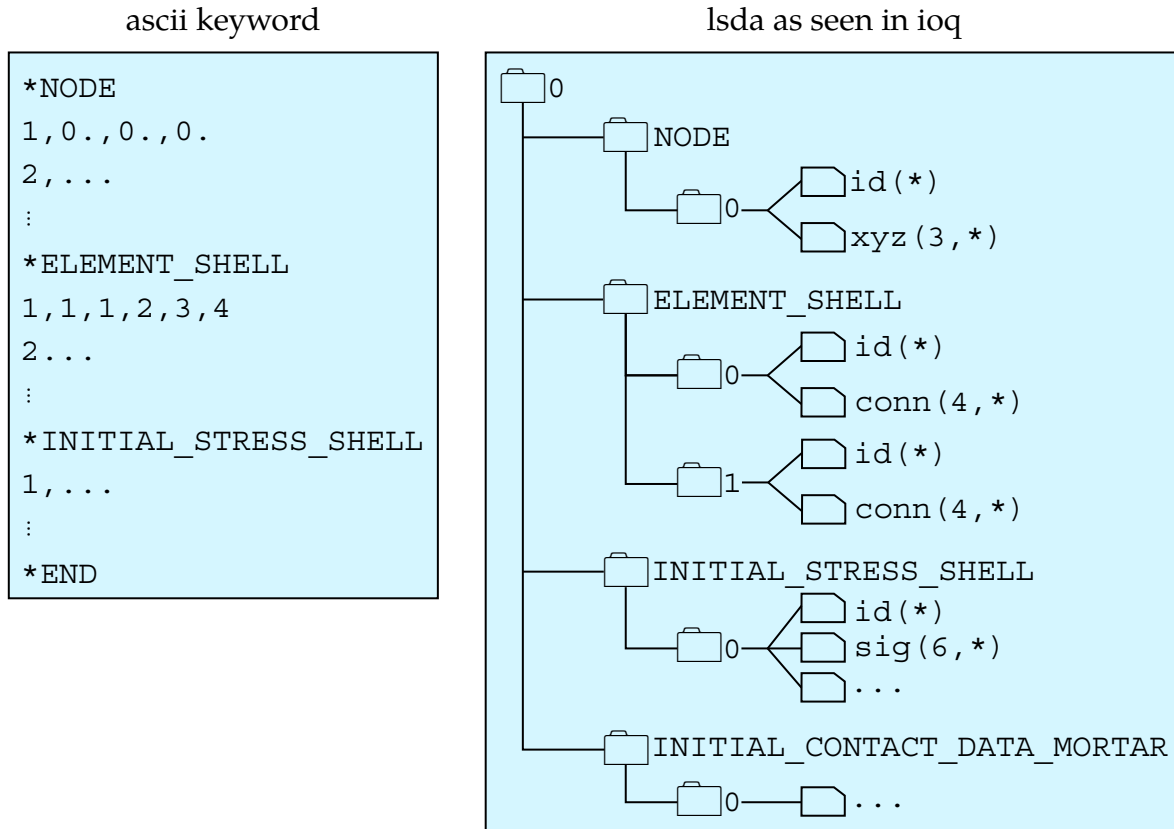 ascii keyword
*NODE
1,0.,0.,0.
2,...
⋮
*ELEMENT_SHELL
1,1,1,2,3,4
2...
⋮
*INITIAL_STRESS_SHELL
1,...
⋮
*END
lsda as seen in ioq
0
NODE
0
id(*)
xyz(3,*)
ELEMENT_SHELL
0
id(*)
conn(4,*)
1
id(*)
conn(4,*)
INITIAL_STRESS_SHELL
0
id(*)
sig(6,*)
...
INITIAL_CONTACT_DATA_MORTAR
0
...